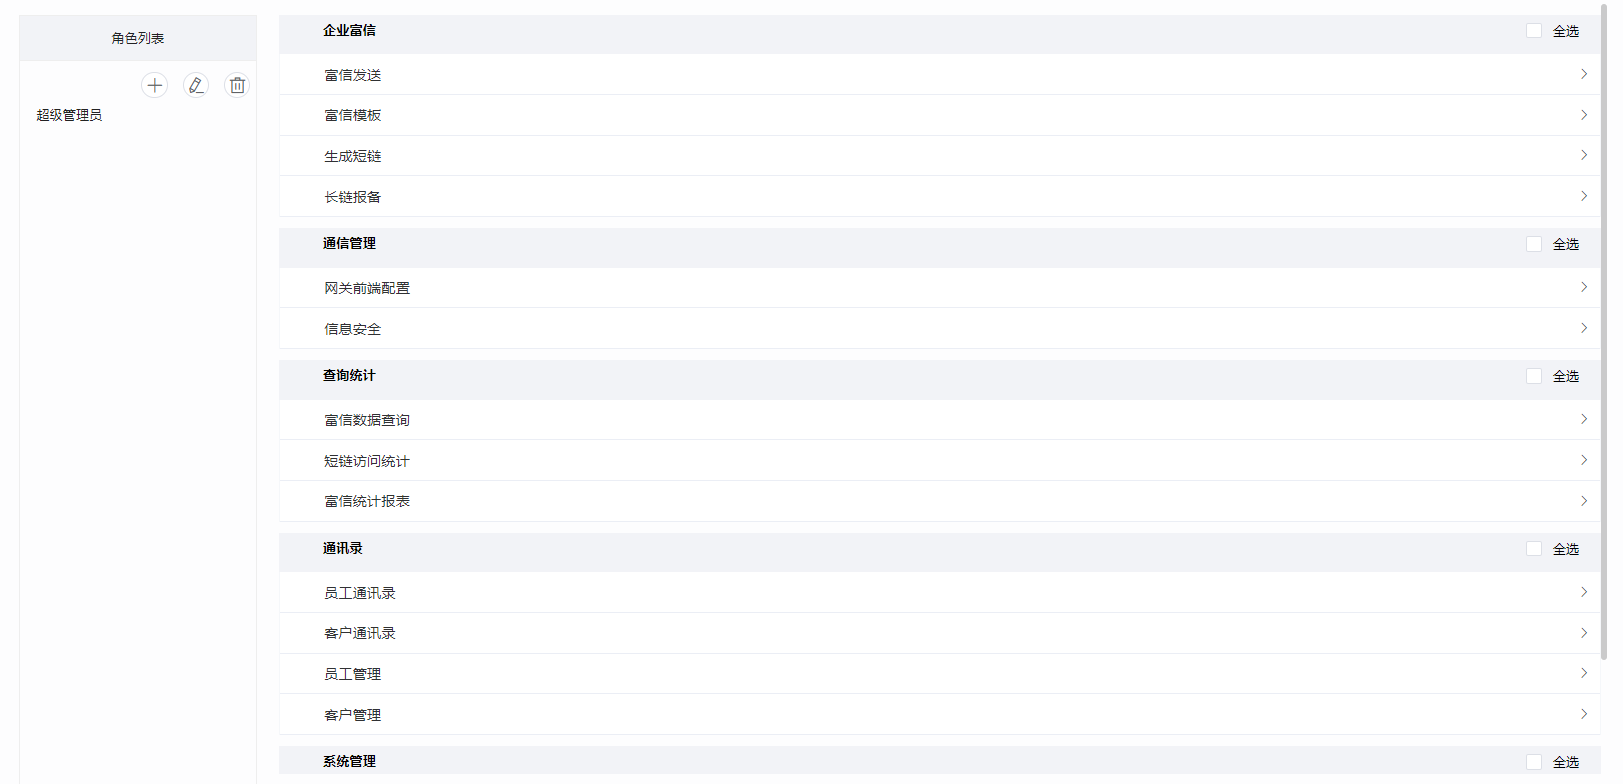 角色列表
超级管理员
企业富信
全选
富信发送
富信模板
生成短链
长链报备
通信管理
全选
网关前端配置
信息安全
查询统计
全选
富信数据查询
短链访问统计
富信统计报表
通讯录
全选
员工通讯录
客户通讯录
员工管理
客户管理
系统管理
全选